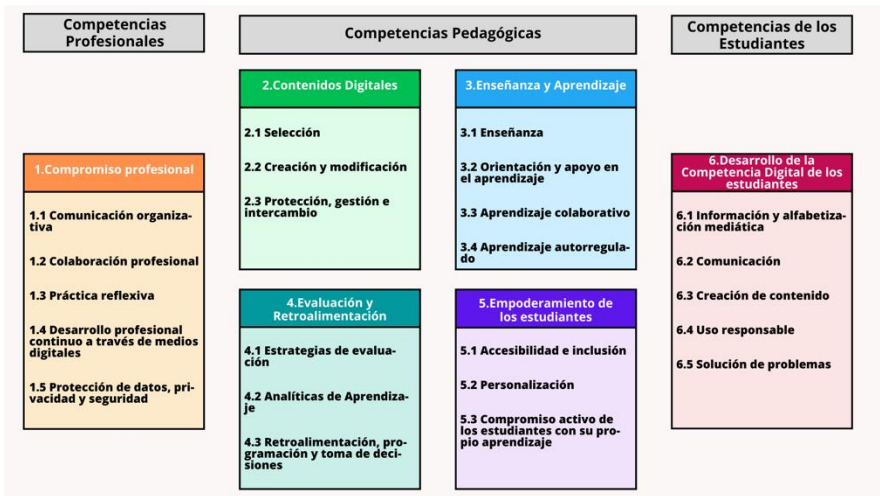 Competencias
Profesionales
Competencias Pedagógicas
Competencias de los
Estudiantes
1.Compromiso profesional
1.1 Comunicación organiza-
tiva
1.2 Colaboración profesional
1.3 Práctica reflexiva
1.4 Desarrollo profesional
continuo a través de medios
digitales
1.5 Protección de datos, pri-
vacidad y seguridad
2.Contenidos Digitales
2.1 Selección
2.2 Creación y modificación
2.3 Protección, gestión e
intercambio
3.Enseñanza y Aprendizaje
3.1 Enseñanza
3.2 Orientación y apoyo en
el aprendizaje
3.3 Aprendizaje colaborativo
3.4 Aprendizaje autorregula-
do
4.Evaluación y
Retroalimentación
4.1 Estrategias de evalua-
ción
4.2 Analíticas de Aprendiza-
je
4.3 Retroalimentación, pro-
gramación y toma de deci-
siones
5.Empoderamiento de
los estudiantes
5.1 Accesibilidad e inclusión
5.2 Personalización
5.3 Compromiso activo de
los estudiantes con su pro-
pio aprendizaje
6.Desarrollo de la
Competencia Digital de los
estudiantes
6.1 Información y alfabetiza-
ción mediática
6.2 Comunicación
6.3 Creación de contenido
6.4 Uso responsable
6.5 Solución de problemas